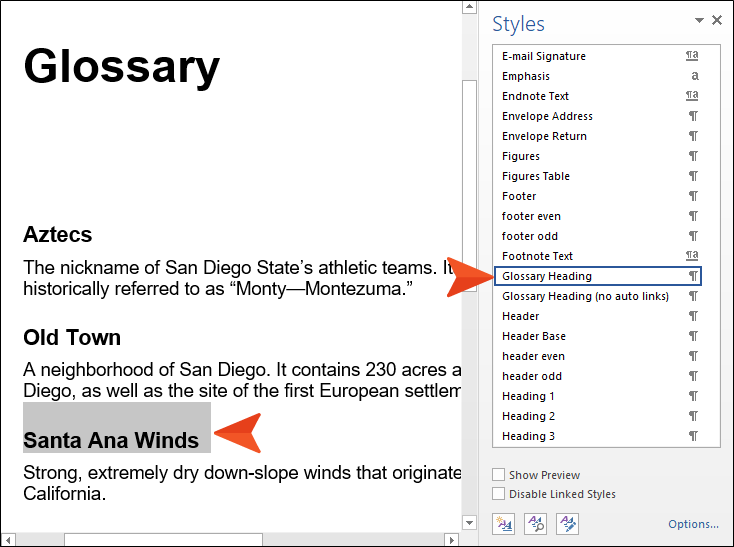 Glossary
Aztecs
The nickname of San Diego State’s athletic teams. It
historically referred to as “Monty—Montezuma.”
Old Town
A neighborhood of San Diego. It contains 230 acres a
Diego, as well as the site of the first European settlem
Santa Ana Winds
Strong, extremely dry down-slope winds that originate
California.
Styles
E-mail Signature
Emphasis
Endnote Text
Envelope Address
Envelope Return
Figures
Figures Table
Footer
footer even
footer odd
Footnote Text
Glossary Heading
Glossary Heading (no auto links)
Header
Header Base
header even
header odd
Heading 1
Heading 2
Heading 3
Show Preview
Disable Linked Styles
Options...